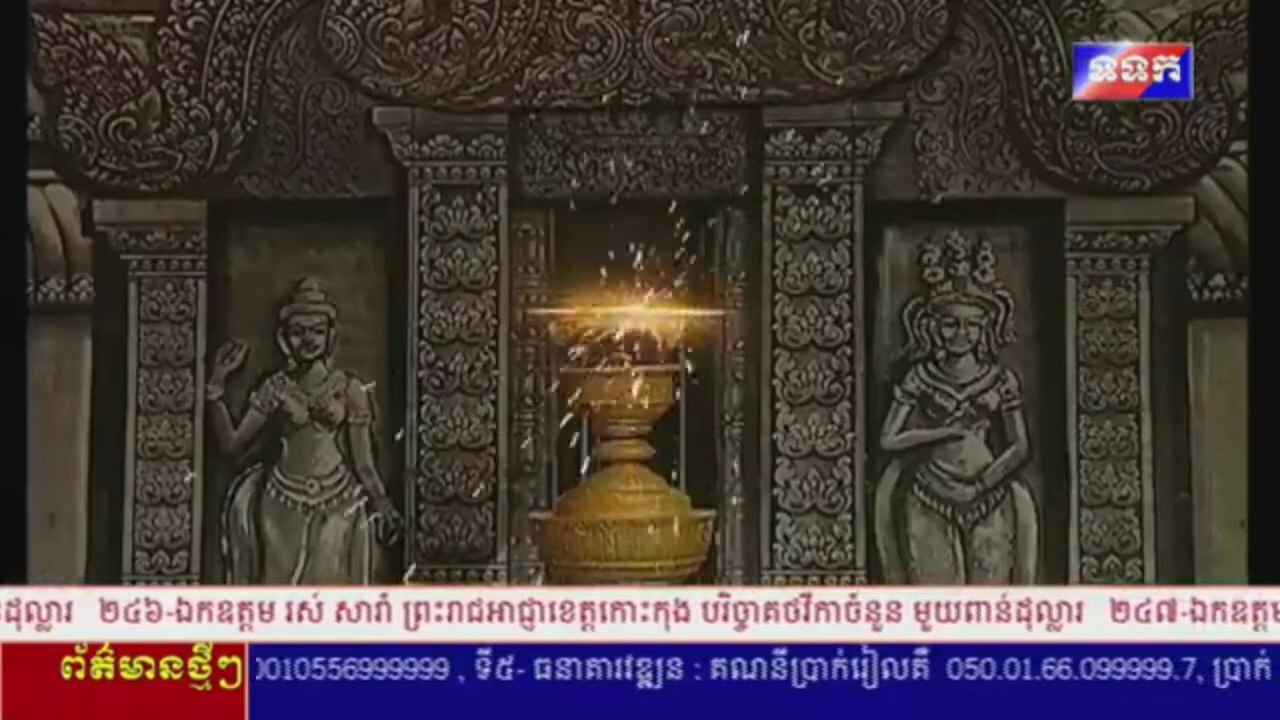 ទទក
ដុល្លារ ២៤៦-ឯកឧត្តម រស់ សារាំ ព្រះរាជអាជ្ញាខេត្តកោះកុង បរិច្ចាគថវិកាចំនួន មួយពាន់ដុល្លារ ២៤៧-ឯកឧត្តម
ព័ត៌មានថ្មីៗ
0010556999999 , ទី៥- ធនាគារវឌ្ឍន : គណនីប្រាក់រៀលគឺ 050.01.66.099999.7, ប្រាក់